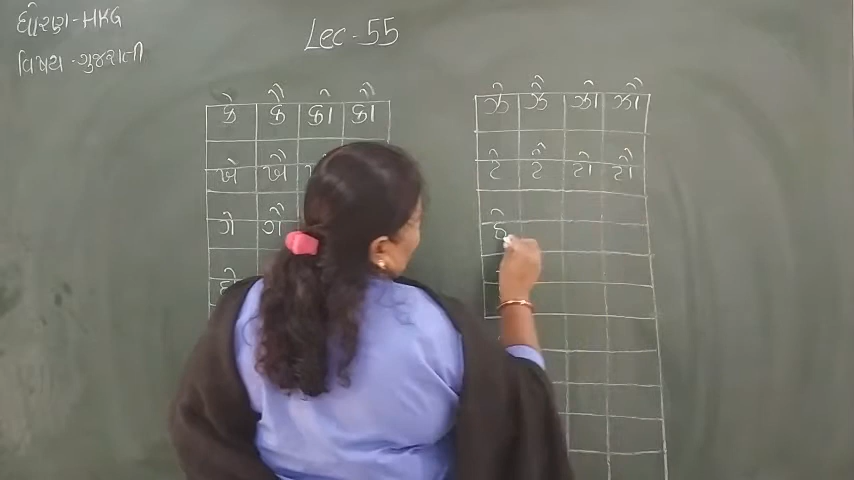 ધોરણ - HKG
વિષય - ગુજરાતી
Lec - 55
કે કૈ કો કૌ
ખે ખૈ
ગે ગૈ
ઝે ઝૈ ઝો ઝૌ
ટે ટૈ ટો ટૌ
ઠે